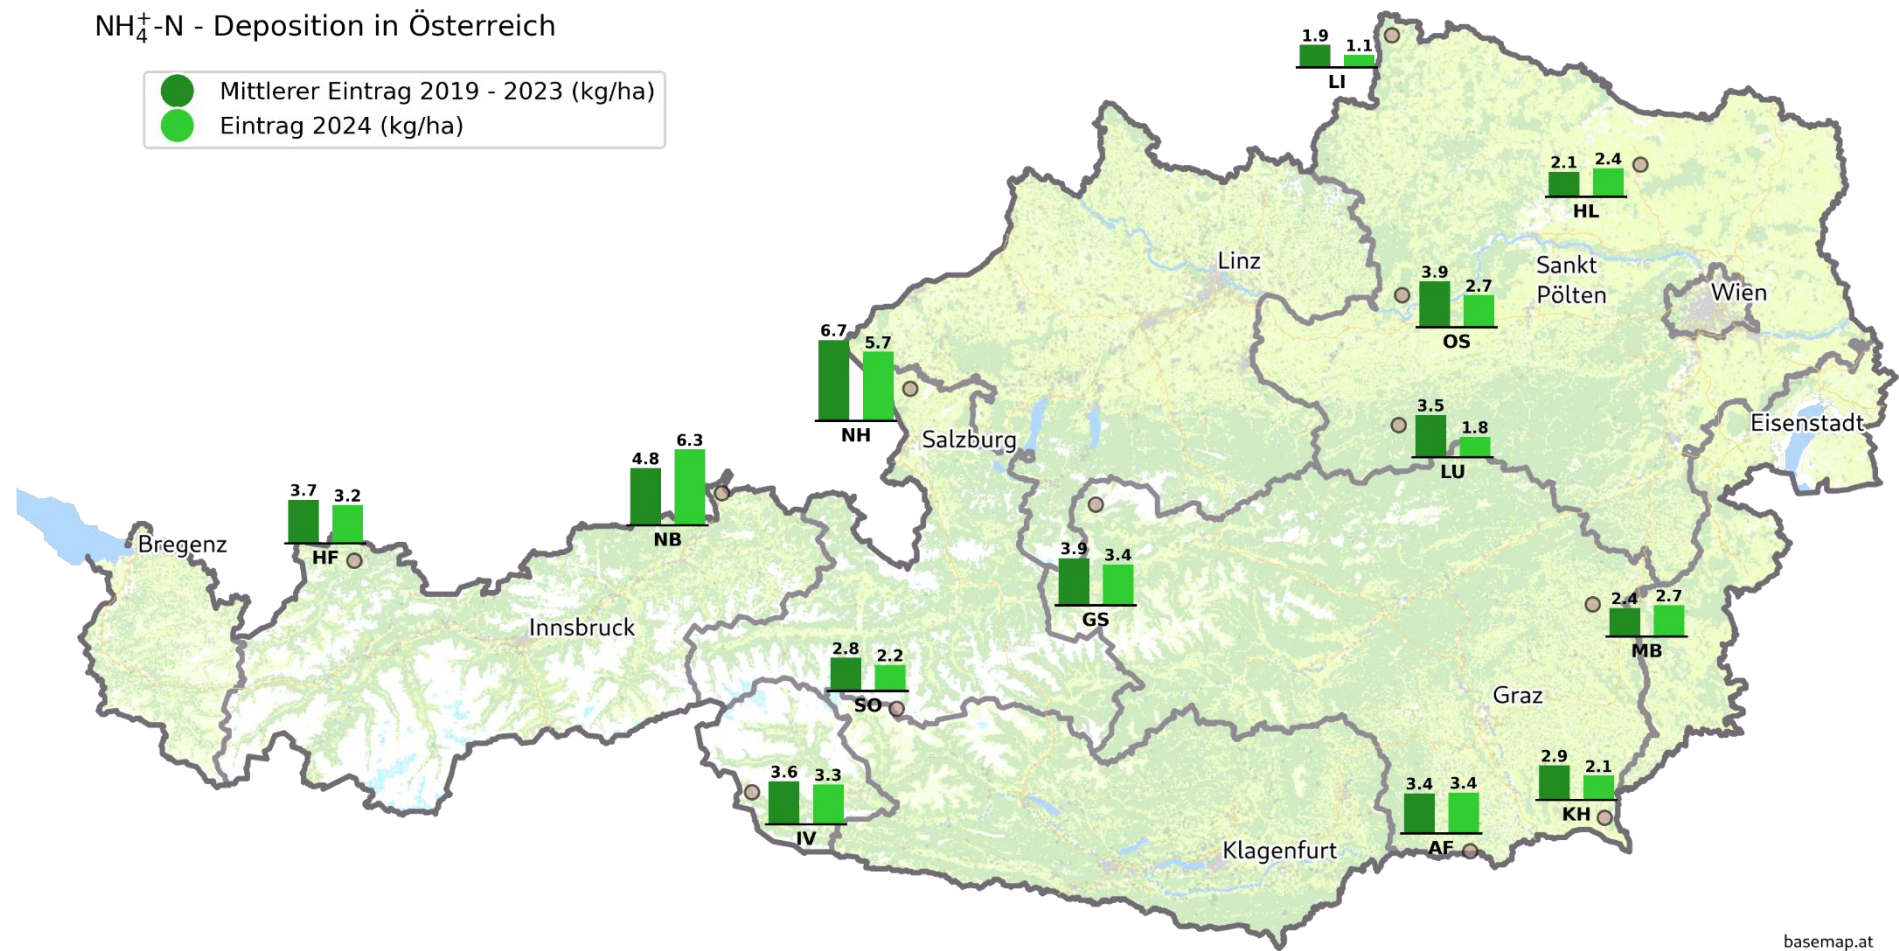 NH₄⁺-N - Deposition in Österreich
Mittlerer Eintrag 2019 - 2023 (kg/ha)
Eintrag 2024 (kg/ha)
1.9 1.1
LI
2.1 2.4
HL
Linz
Sankt
Pölten
Wien
3.9 2.7
OS
6.7 5.7
NH
Salzburg
3.5 1.8
LU
Eisenstadt
4.8 6.3
NB
3.7 3.2
HF
Bregenz
3.9 3.4
GS
Innsbruck
2.4 2.7
MB
2.8 2.2
SO
Graz
3.6 3.3
IV
2.9 2.1
KH
3.4 3.4
AF
Klagenfurt
basemap.at